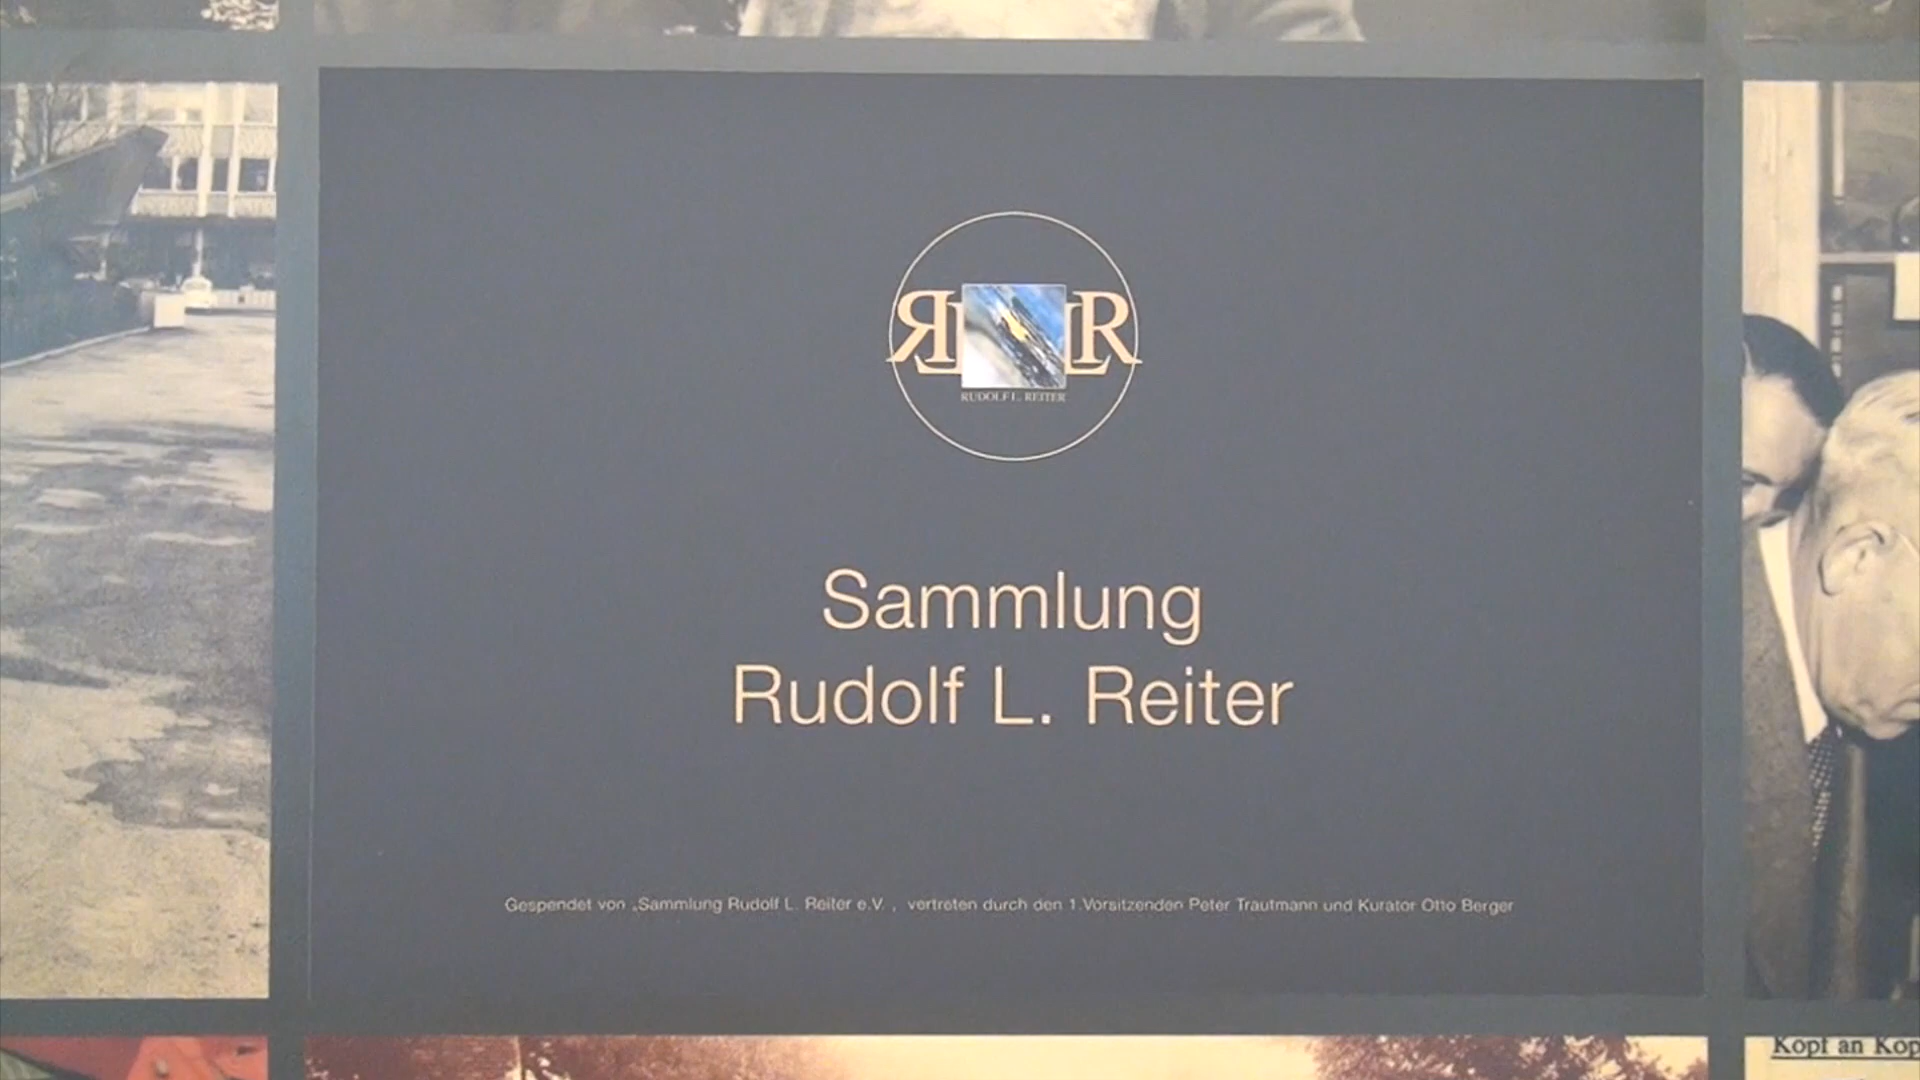 RLR
RUDOLF L. REITER
Sammlung
Rudolf L. Reiter
Gespendet von „Sammlung Rudolf L. Reiter e.V. , vertreten durch den 1.Vorsitzenden Peter Trautmann und Kurator Otto Berger
Kopf an Kop